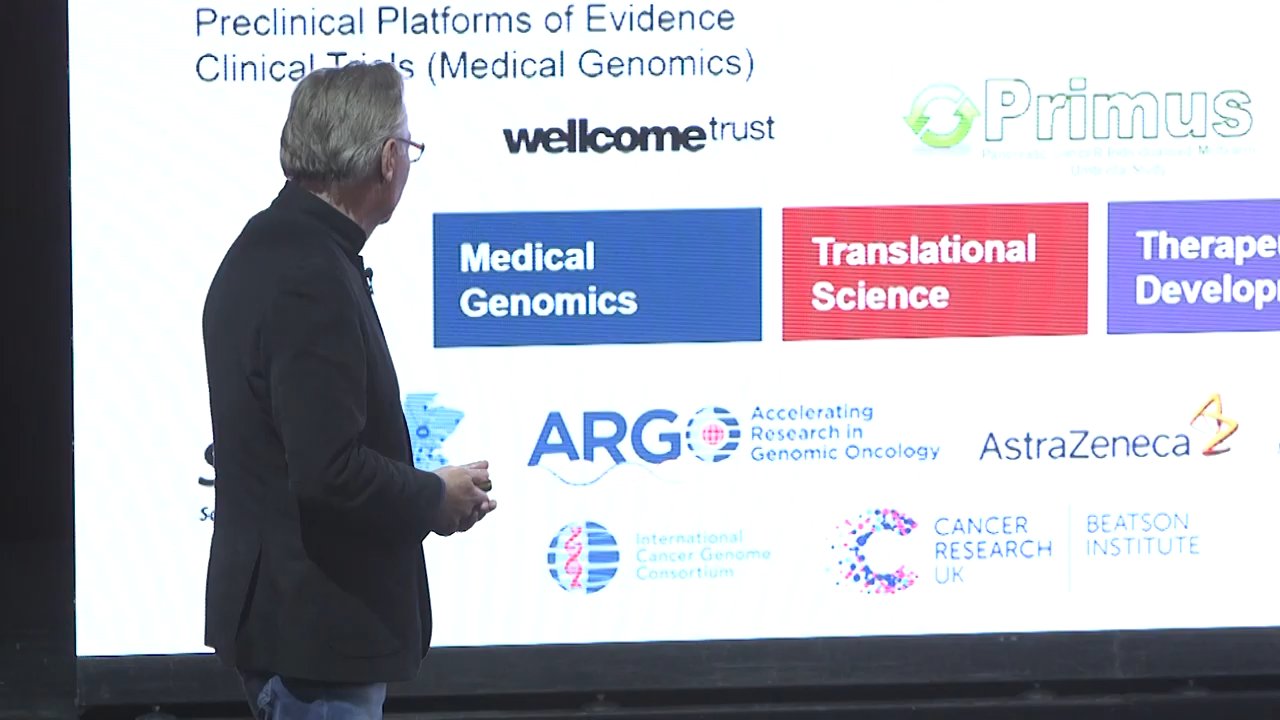 Preclinical Platforms of Evidence
Clinical Trials (Medical Genomics)
wellcome trust
Primus
Medical
Genomics
Translational
Science
Therape
Develop
ARGO
Accelerating
Research in
Genomic Oncology
AstraZeneca
International
Cancer Genome
Consortium
CANCER
RESEARCH
UK
BEATSON
INSTITUTE